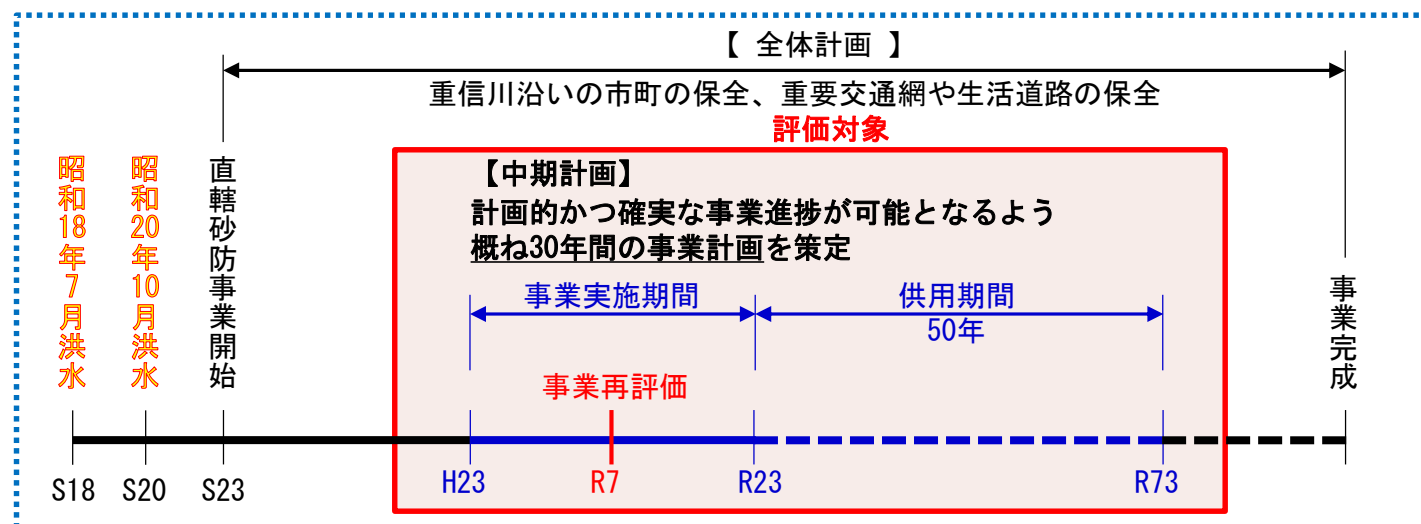 【 全体計画 】
重信川沿いの市町の保全、重要交通網や生活道路の保全
評価対象
昭和18年7月洪水
昭和20年10月洪水
直轄砂防事業開始
【中期計画】
計画的かつ確実な事業進捗が可能となるよう
概ね30年間の事業計画を策定
事業実施期間
供用期間
50年
事業再評価
事業完成
S18
S20
S23
H23
R7
R23
R73